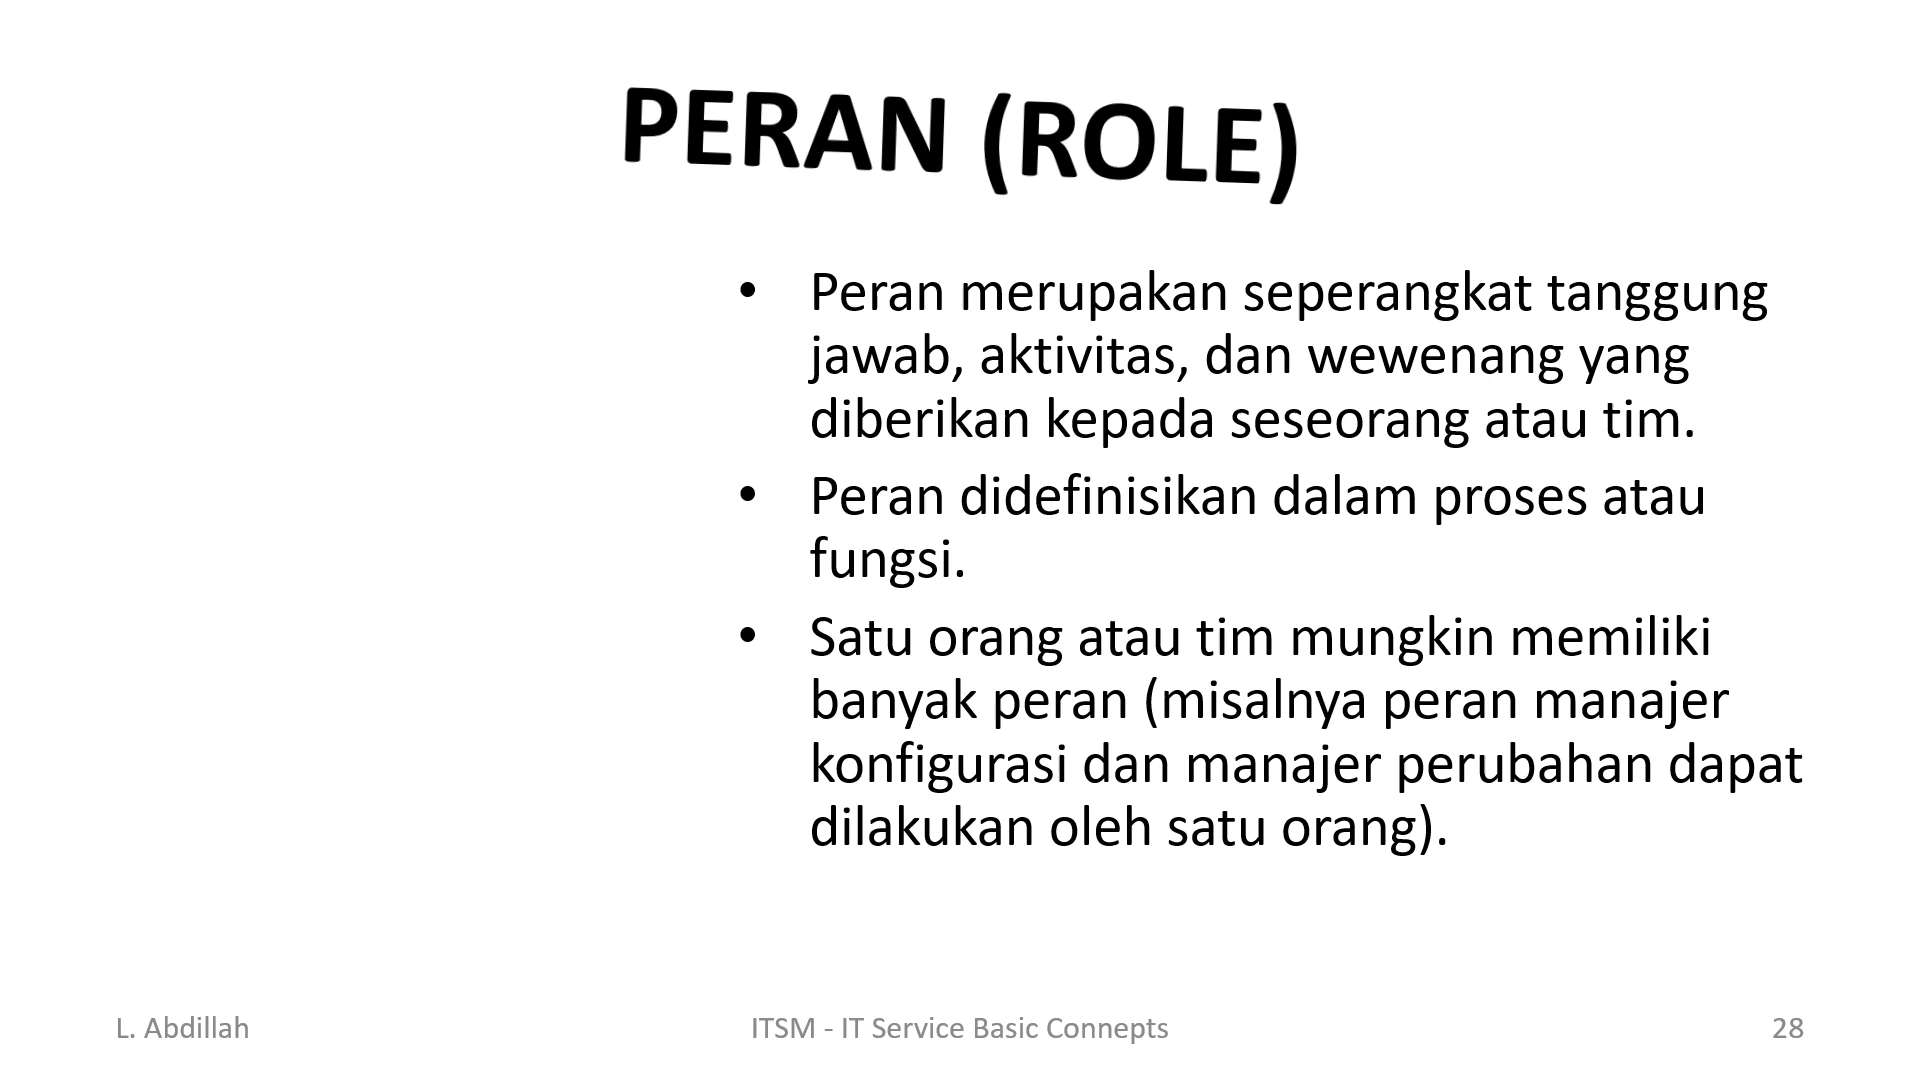 PERAN (ROLE)
• Peran merupakan seperangkat tanggung
jawab, aktivitas, dan wewenang yang
diberikan kepada seseorang atau tim.
• Peran didefinisikan dalam proses atau
fungsi.
• Satu orang atau tim mungkin memiliki
banyak peran (misalnya peran manajer
konfigurasi dan manajer perubahan dapat
dilakukan oleh satu orang).
L. Abdillah
ITSM - IT Service Basic Connepts
28